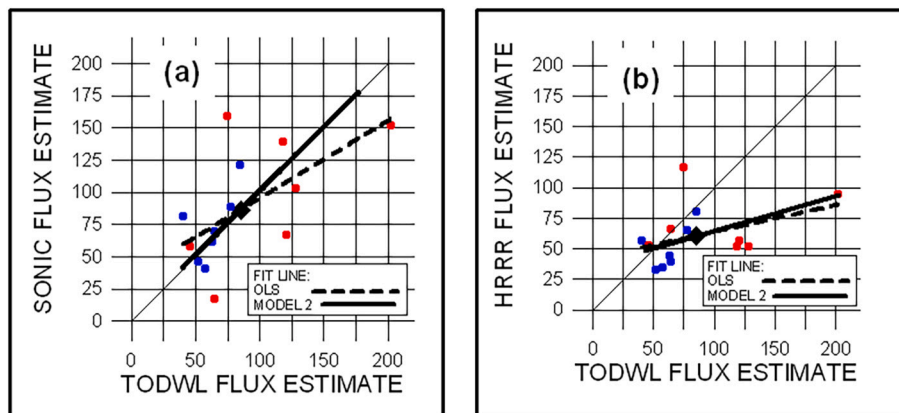 (a)
SONIC FLUX ESTIMATE
200
175
150
125
100
75
50
25
0
FIT LINE:
OLS
MODEL 2
0 50 100 150 200
TODWL FLUX ESTIMATE
(b)
HRRR FLUX ESTIMATE
200
175
150
125
100
75
50
25
0
FIT LINE:
OLS
MODEL 2
0 50 100 150 200
TODWL FLUX ESTIMATE